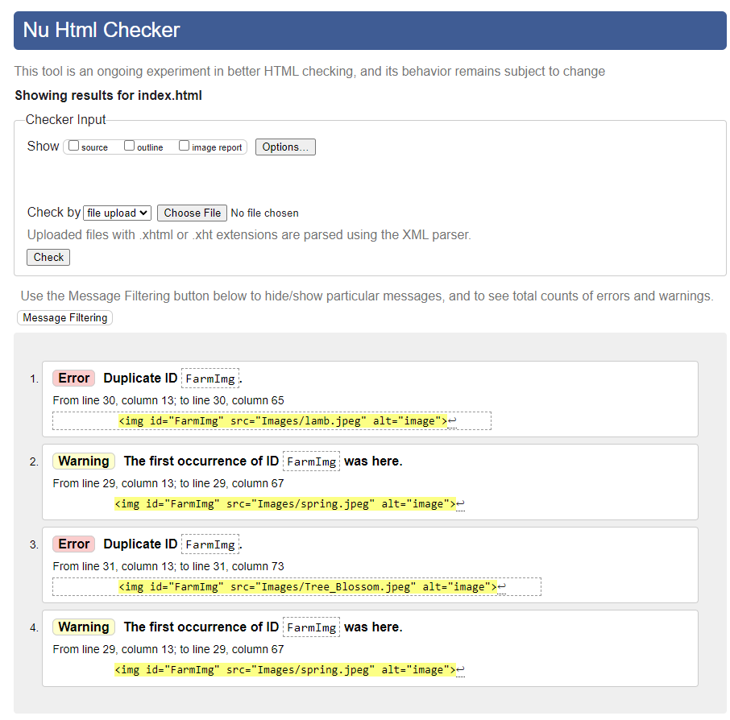 Nu Html Checker
This tool is an ongoing experiment in better HTML checking, and its behavior remains subject to change
Showing results for index.html
Checker Input
Show source outline image report Options...
Check by file upload Choose File No file chosen
Uploaded files with .xhtml or .xht extensions are parsed using the XML parser.
Check
Use the Message Filtering button below to hide/show particular messages, and to see total counts of errors and warnings.
Message Filtering
1. Error Duplicate ID FarmImg.
From line 30, column 13; to line 30, column 65
<img id="FarmImg" src="Images/lamb.jpeg" alt="image">↩
2. Warning The first occurrence of ID FarmImg was here.
From line 29, column 13; to line 29, column 67
<img id="FarmImg" src="Images/spring.jpeg" alt="image">↩
3. Error Duplicate ID FarmImg.
From line 31, column 13; to line 31, column 73
<img id="FarmImg" src="Images/Tree_Blossom.jpeg" alt="image">↩
4. Warning The first occurrence of ID FarmImg was here.
From line 29, column 13; to line 29, column 67
<img id="FarmImg" src="Images/spring.jpeg" alt="image">↩